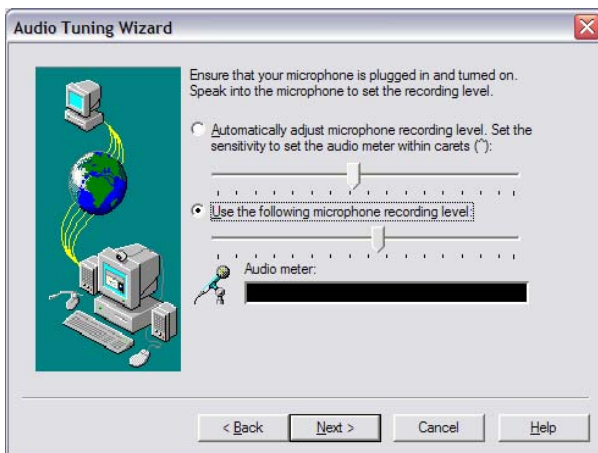 Audio Tuning Wizard
Ensure that your microphone is plugged in and turned on.
Speak into the microphone to set the recording level.
Automatically adjust microphone recording level. Set the
sensitivity to set the audio meter within carets (^):
Use the following microphone recording level:
Audio meter:
< Back
Next >
Cancel
Help